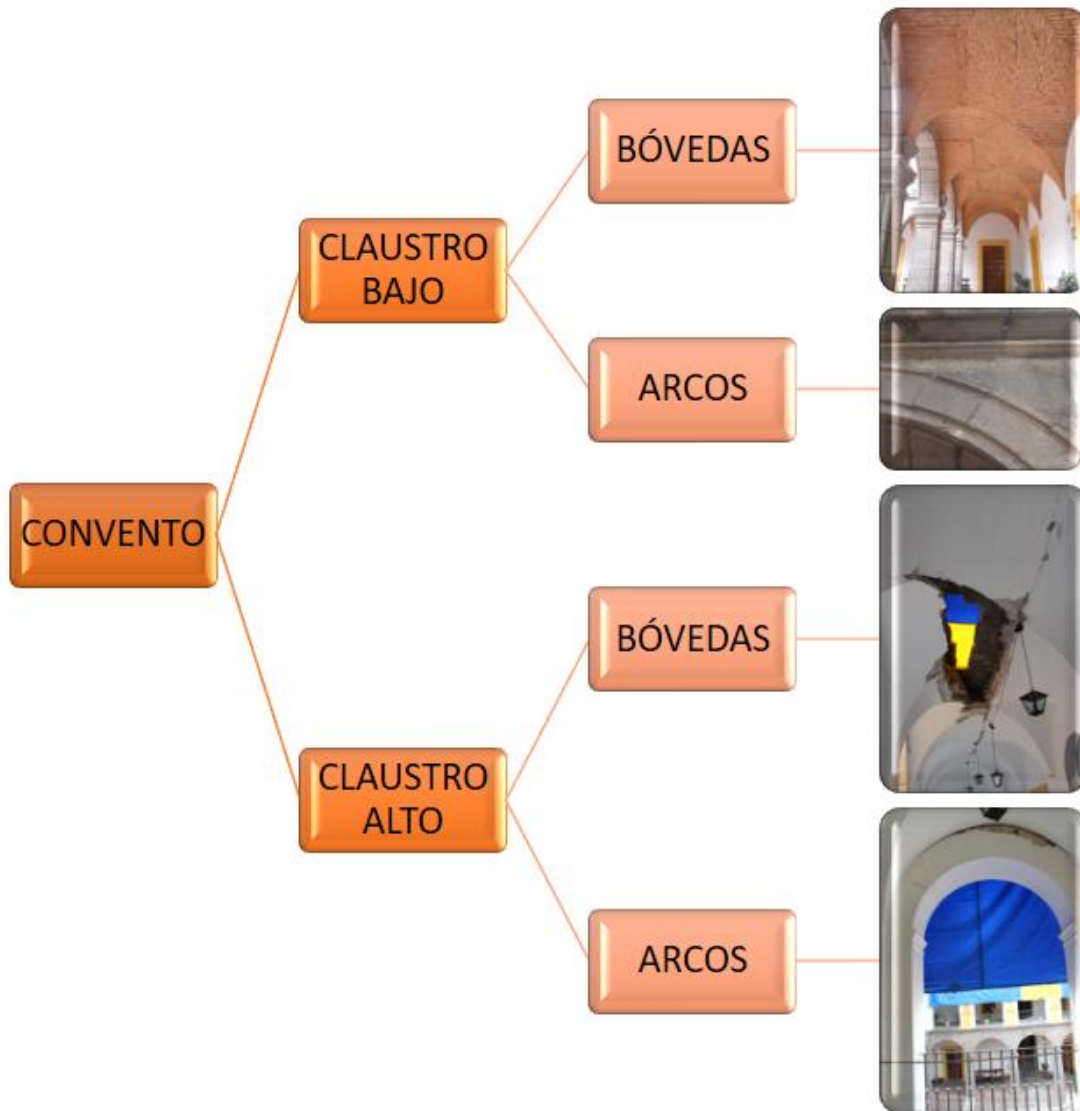 CONVENTO
CLAUSTRO
BAJO
BÓVEDAS
ARCOS
CLAUSTRO
ALTO
BÓVEDAS
ARCOS